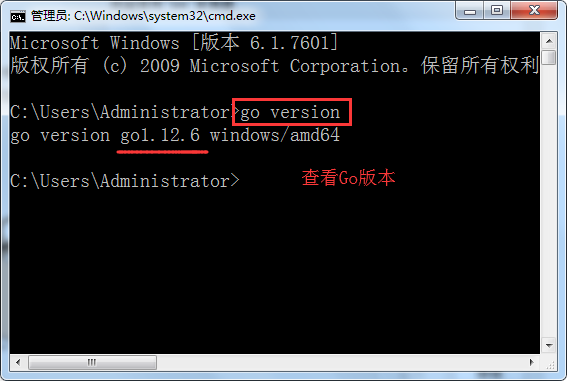 管理员: C:\Windows\system32\cmd.exe
Microsoft Windows [版本 6.1.7601]
版权所有 (c) 2009 Microsoft Corporation。保留所有权利
C:\Users\Administrator>go version
go version go1.12.6 windows/amd64
C:\Users\Administrator>
查看Go版本